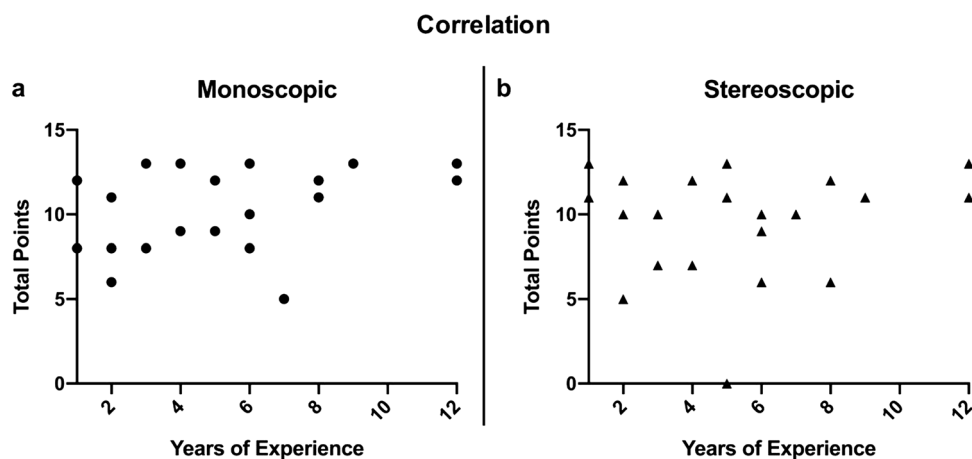 Correlation
a
Monoscopic
15
10
5
0
2
4
6
8
10
12
Total Points
Years of Experience
b
Stereoscopic
15
10
5
0
2
4
6
8
10
12
Total Points
Years of Experience